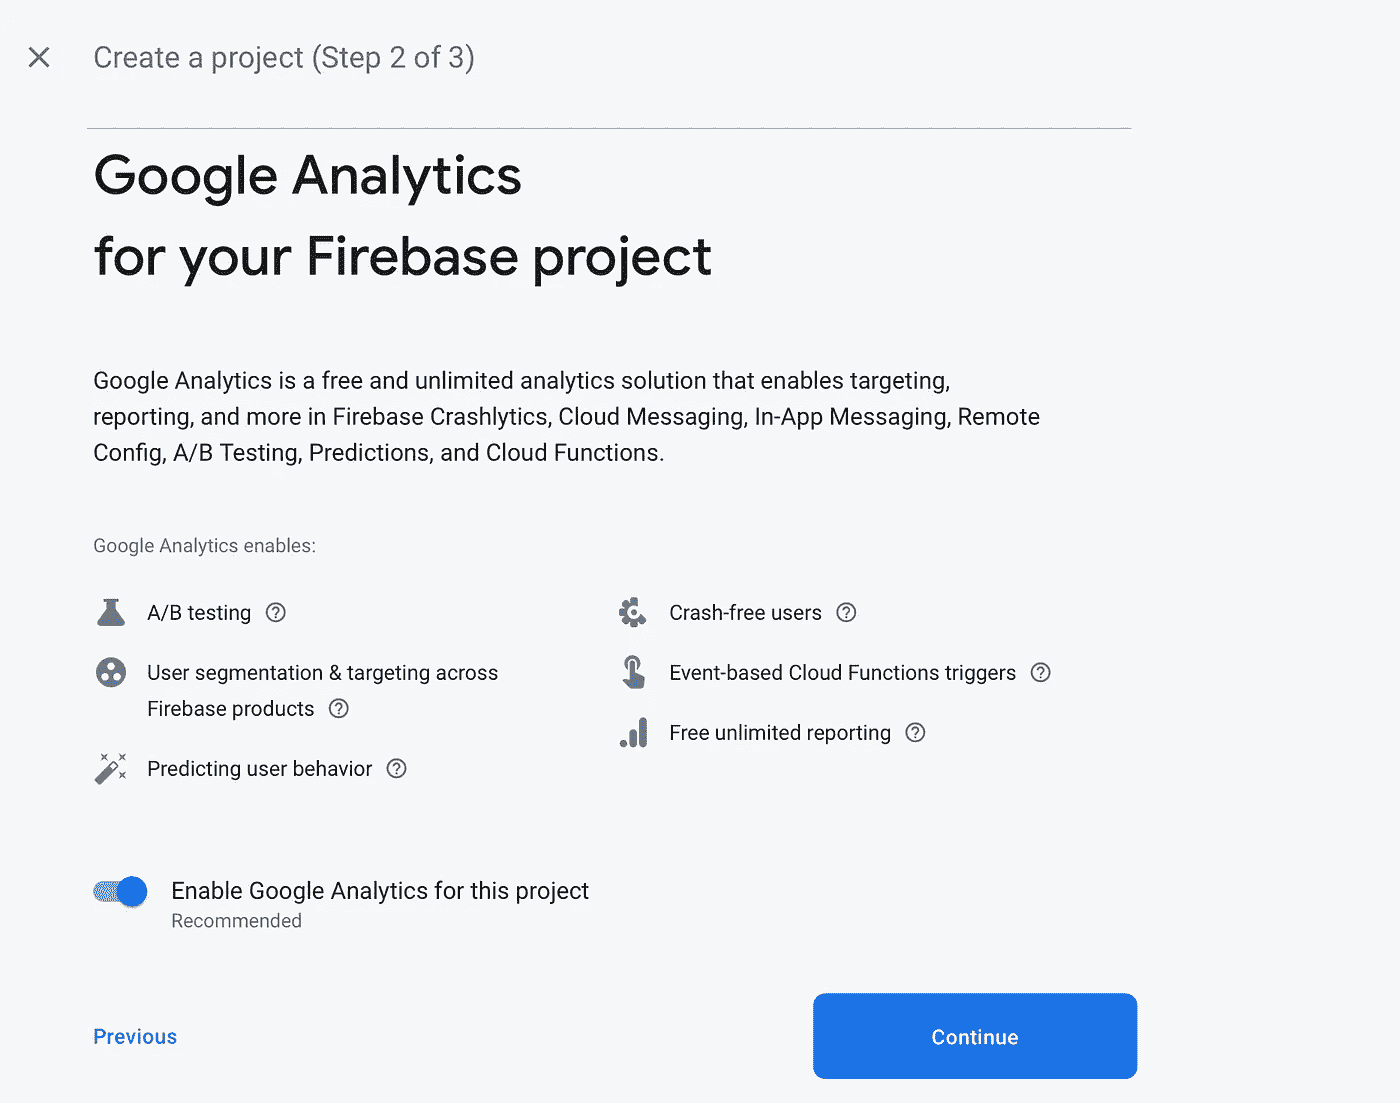 Create a project (Step 2 of 3)
Google Analytics
for your Firebase project
Google Analytics is a free and unlimited analytics solution that enables targeting,
reporting, and more in Firebase Crashlytics, Cloud Messaging, In-App Messaging, Remote
Config, A/B Testing, Predictions, and Cloud Functions.
Google Analytics enables:
A/B testing
User segmentation & targeting across
Firebase products
Predicting user behavior
Crash-free users
Event-based Cloud Functions triggers
Free unlimited reporting
Enable Google Analytics for this project
Recommended
Previous
Continue